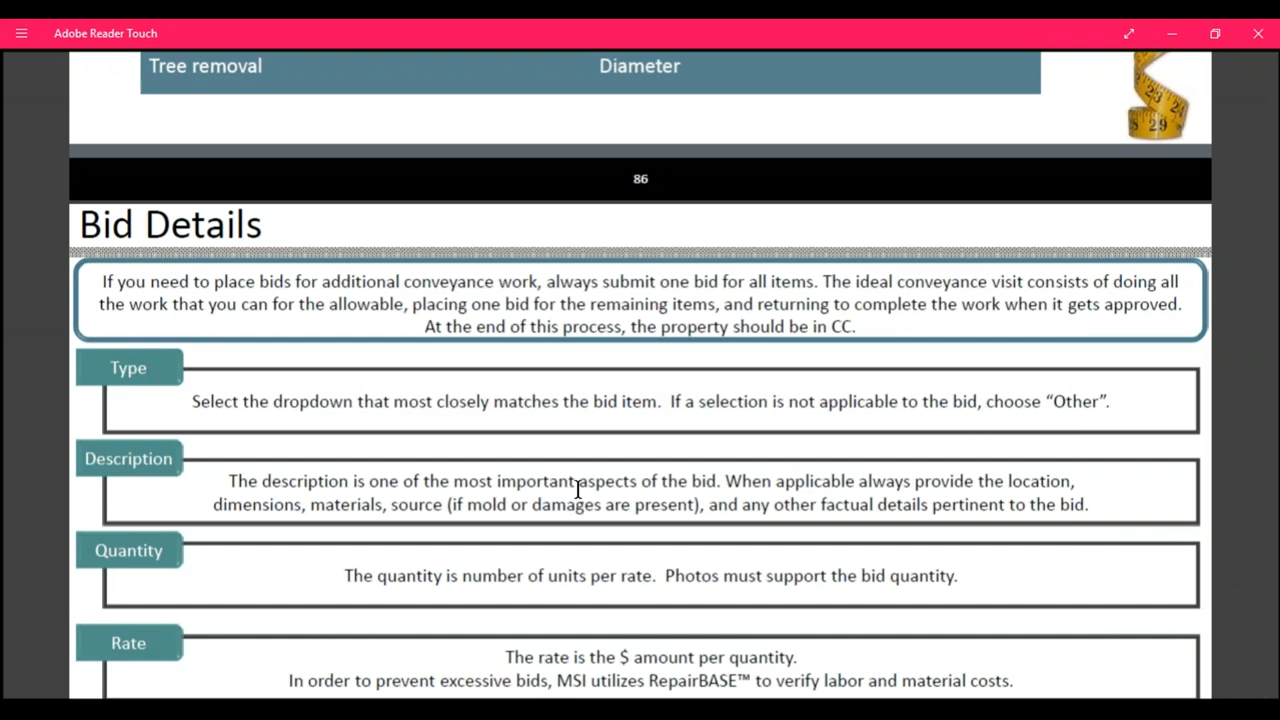 Adobe Reader Touch
Tree removal Diameter
23 24
8 29
86
Bid Details
If you need to place bids for additional conveyance work, always submit one bid for all items. The ideal conveyance visit consists of doing all
the work that you can for the allowable, placing one bid for the remaining items, and returning to complete the work when it gets approved.
At the end of this process, the property should be in CC.
Type
Select the dropdown that most closely matches the bid item. If a selection is not applicable to the bid, choose “Other”.
Description
The description is one of the most important aspects of the bid. When applicable always provide the location,
dimensions, materials, source (if mold or damages are present), and any other factual details pertinent to the bid.
Quantity
The quantity is number of units per rate. Photos must support the bid quantity.
Rate
The rate is the $ amount per quantity.
In order to prevent excessive bids, MSI utilizes RepairBASE™ to verify labor and material costs.